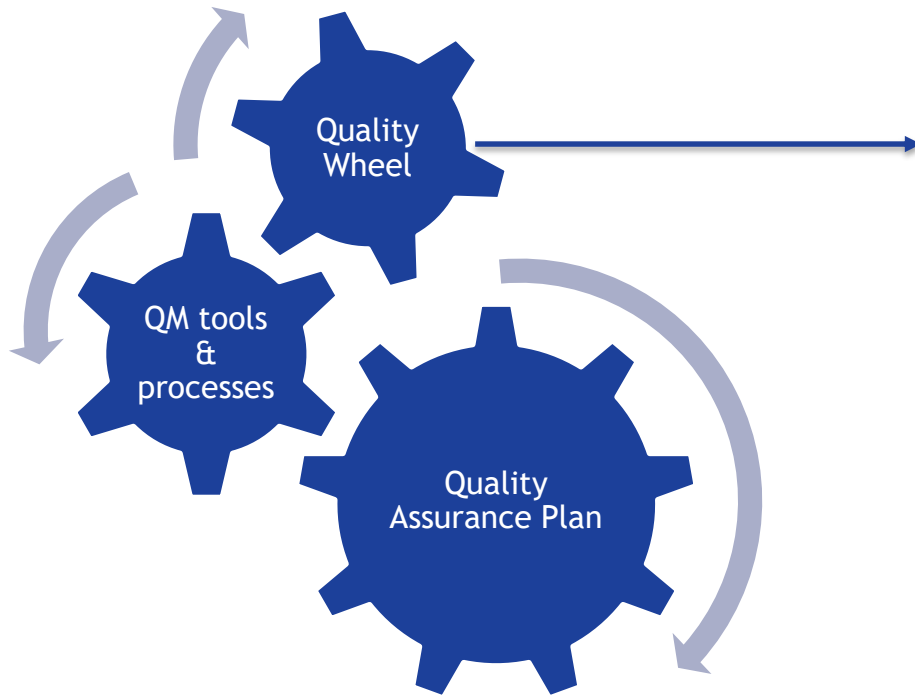 Quality
Wheel
QM tools
&
processes
Quality
Assurance Plan